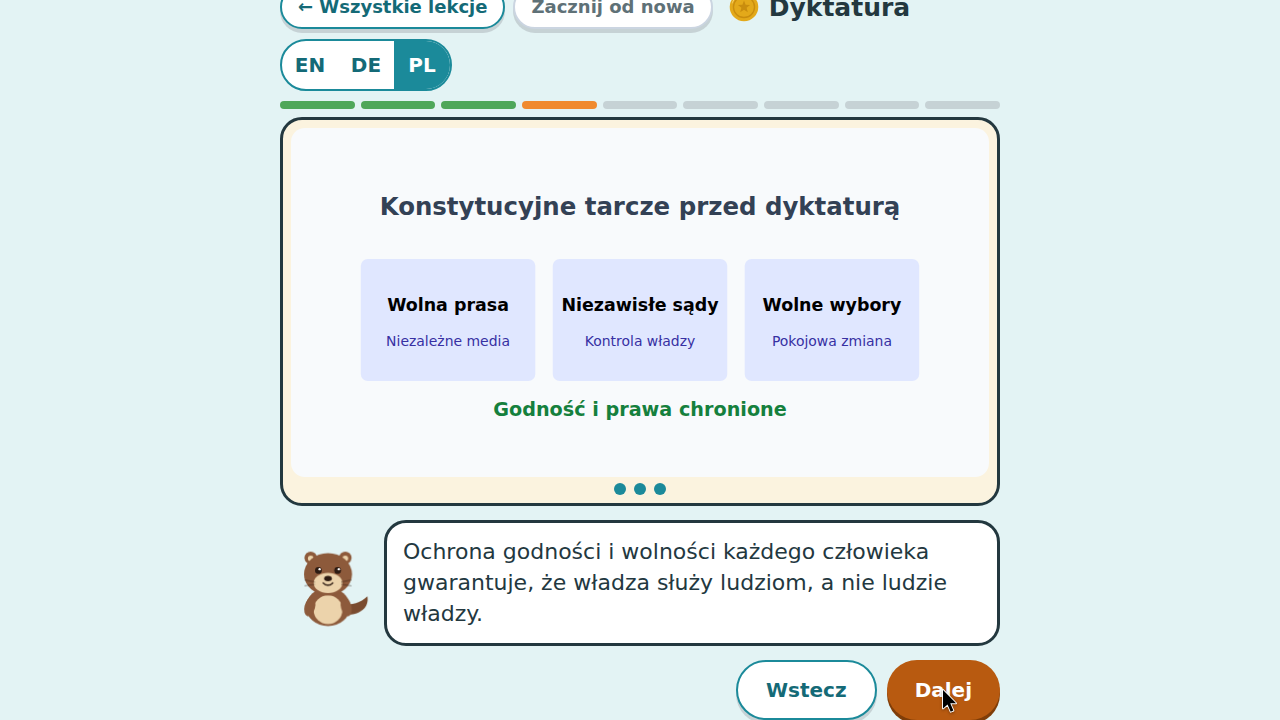 ← Wszystkie lekcje
Zacznij od nowa
Dyktatura
EN DE PL
Konstytucyjne tarcze przed dyktaturą
Wolna prasa
Niezależne media
Niezawisłe sądy
Kontrola władzy
Wolne wybory
Pokojowa zmiana
Godność i prawa chronione
Ochrona godności i wolności każdego człowieka
gwarantuje, że władza służy ludziom, a nie ludzie
władzy.
Wstecz
Dalej